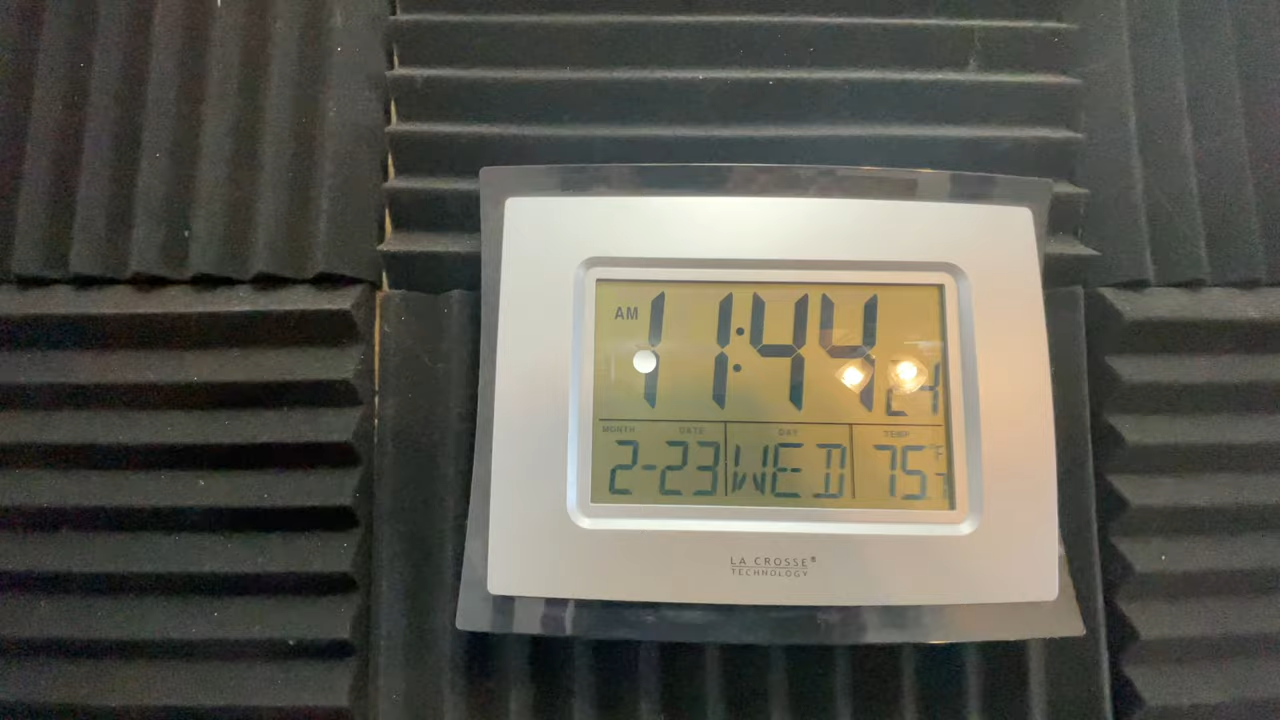 AM 11:44 24
MONTH DATE DAY TEMP
2-23 WED 75 °F
LA CROSSE®
TECHNOLOGY